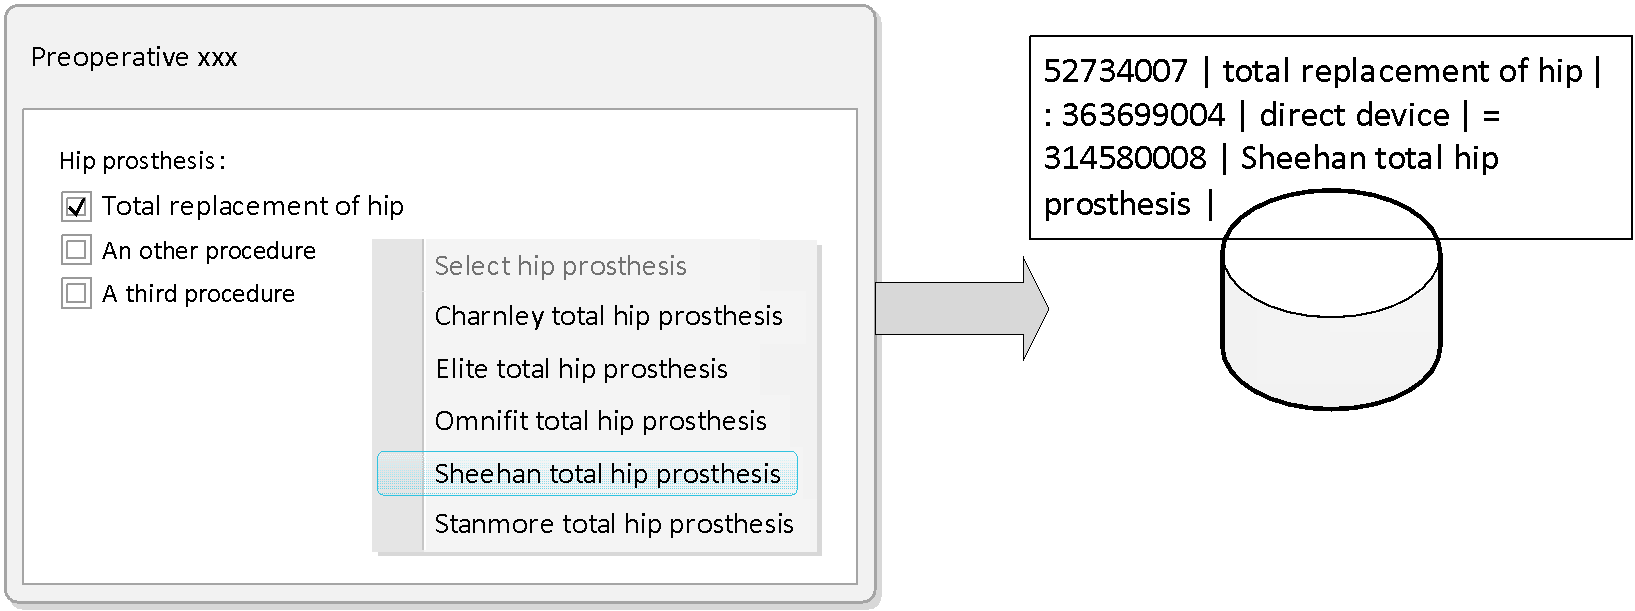 Preoperative xxx
Hip prosthesis :
Total replacement of hip
An other procedure
A third procedure
Select hip prosthesis
Charnley total hip prosthesis
Elite total hip prosthesis
Omnifit total hip prosthesis
Sheehan total hip prosthesis
Stanmore total hip prosthesis
52734007 | total replacement of hip |
: 363699004 | direct device | =
314580008 | Sheehan total hip
prosthesis |